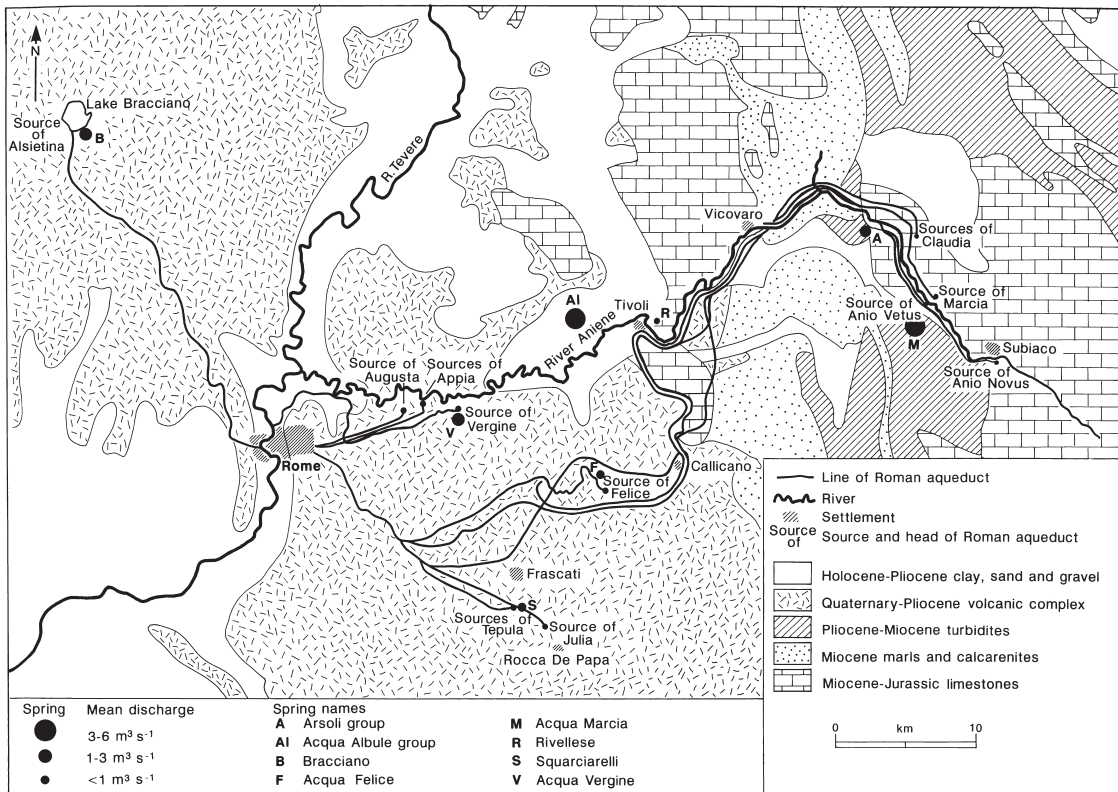 N
Lake Bracciano
Source
of
Alsietina
B
R.Tevere
Vicovaro
A
Sources of
Claudia
Source of
Marcia
Source of
Anio Vetus
M
Subiaco
Source of
Anio Novus
Al
Tivoli
R
River Aniene
Source of
Augusta
Sources of
Appia
Source of
Vergine
V
Rome
F
Source of
Felice
Callicano
Frascati
S
Sources of
Tepula
Source of
Julia
Rocca De Papa
Line of Roman aqueduct
River
Settlement
Source
of
Source and head of Roman aqueduct
Holocene-Pliocene clay, sand and gravel
Quaternary-Pliocene volcanic complex
Pliocene-Miocene turbidites
Miocene marls and calcarenites
Miocene-Jurassic limestones
0 km 10
Spring Mean discharge
3-6 m³ s⁻¹
1-3 m³ s⁻¹
<1 m³ s⁻¹
Spring names
A Arsoli group
Al Acqua Albule group
B Bracciano
F Acqua Felice
M Acqua Marcia
R Rivellese
S Squarciarelli
V Acqua Vergine